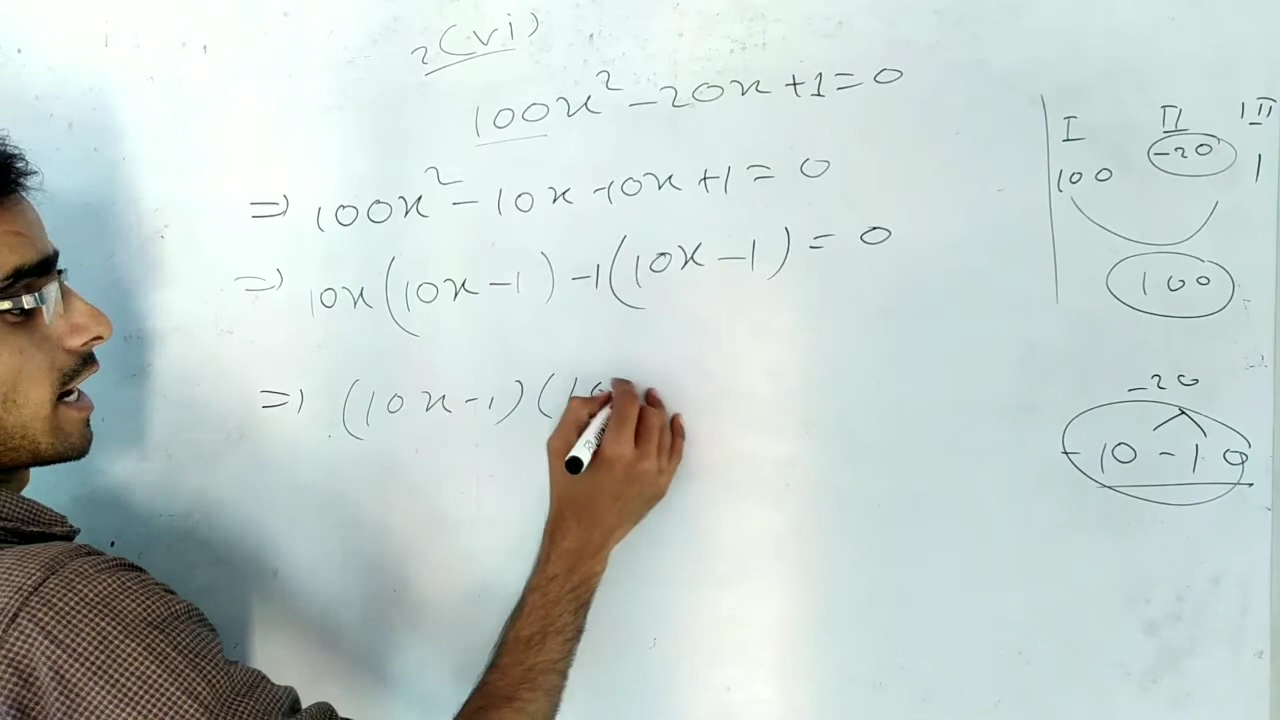 2(vi)
100x² - 20x + 1 = 0
⇒ 100x² - 10x - 10x + 1 = 0
⇒ 10x(10x - 1) - 1(10x - 1) = 0
⇒ (10x - 1)(10
I II III
100 -20 1
100
-20
-10 -10